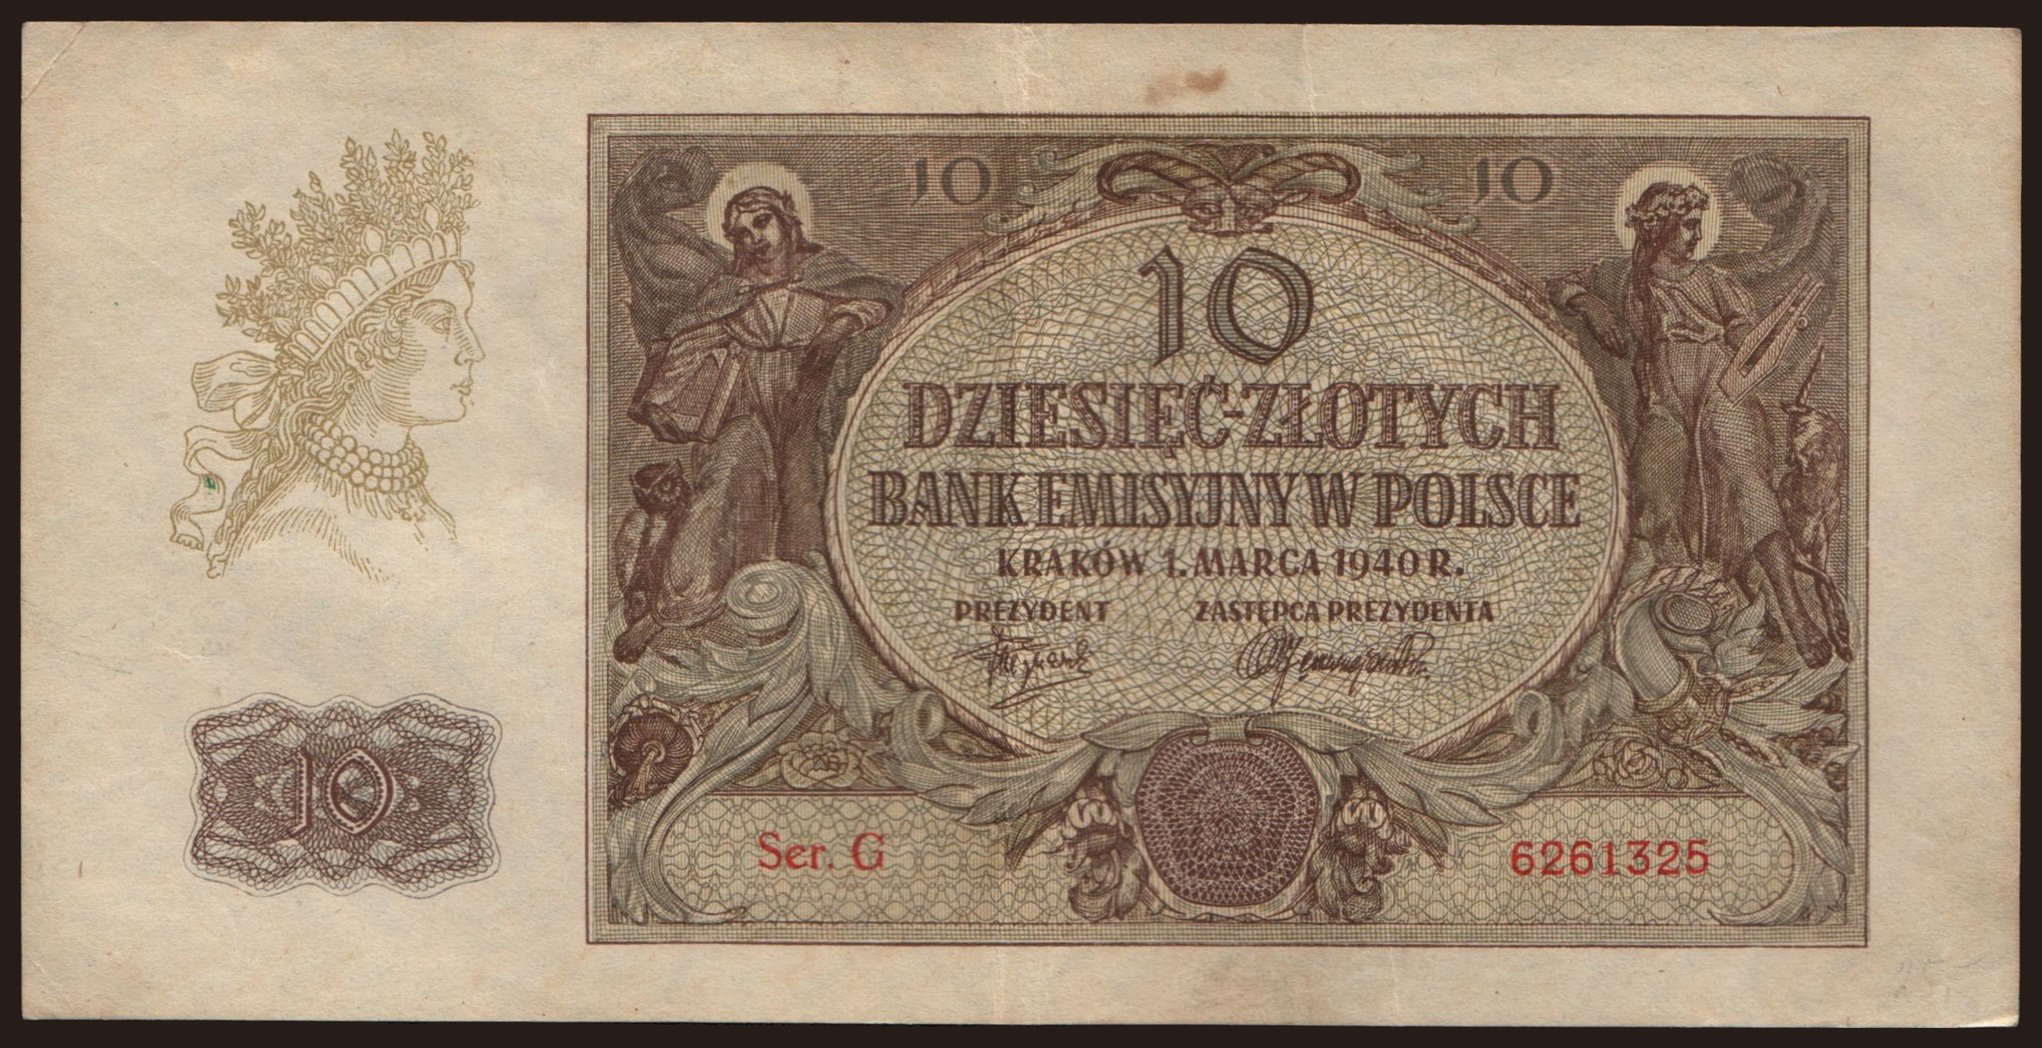 10 10
10
DZIESIĘĆ-ZŁOTYCH
BANK EMISYJNY W POLSCE
KRAKÓW 1. MARCA 1940 R.
PREZYDENT ZASTĘPCA PREZYDENTA
10
Ser. G 6261325